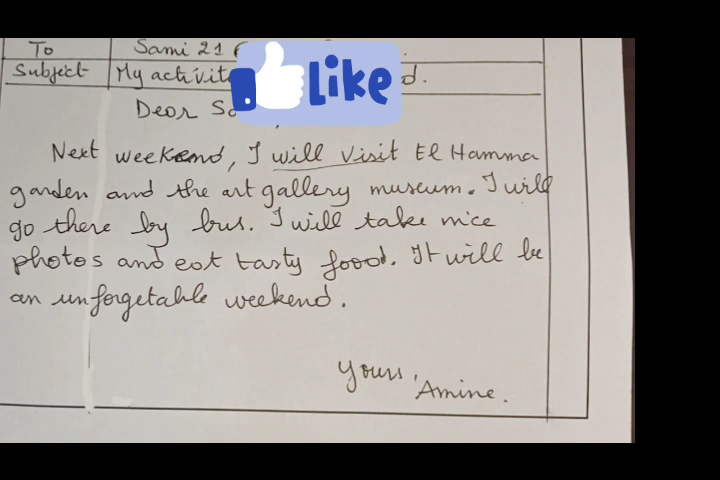 To Sami 21
Subject My activit d.
Like
Dear Sa
Next weekend, I will visit El Hamma
garden and the art gallery museum. I will
go there by bus. I will take nice
photos and eat tasty food. It will be
an unforgetable weekend.
Yours,
Amine.